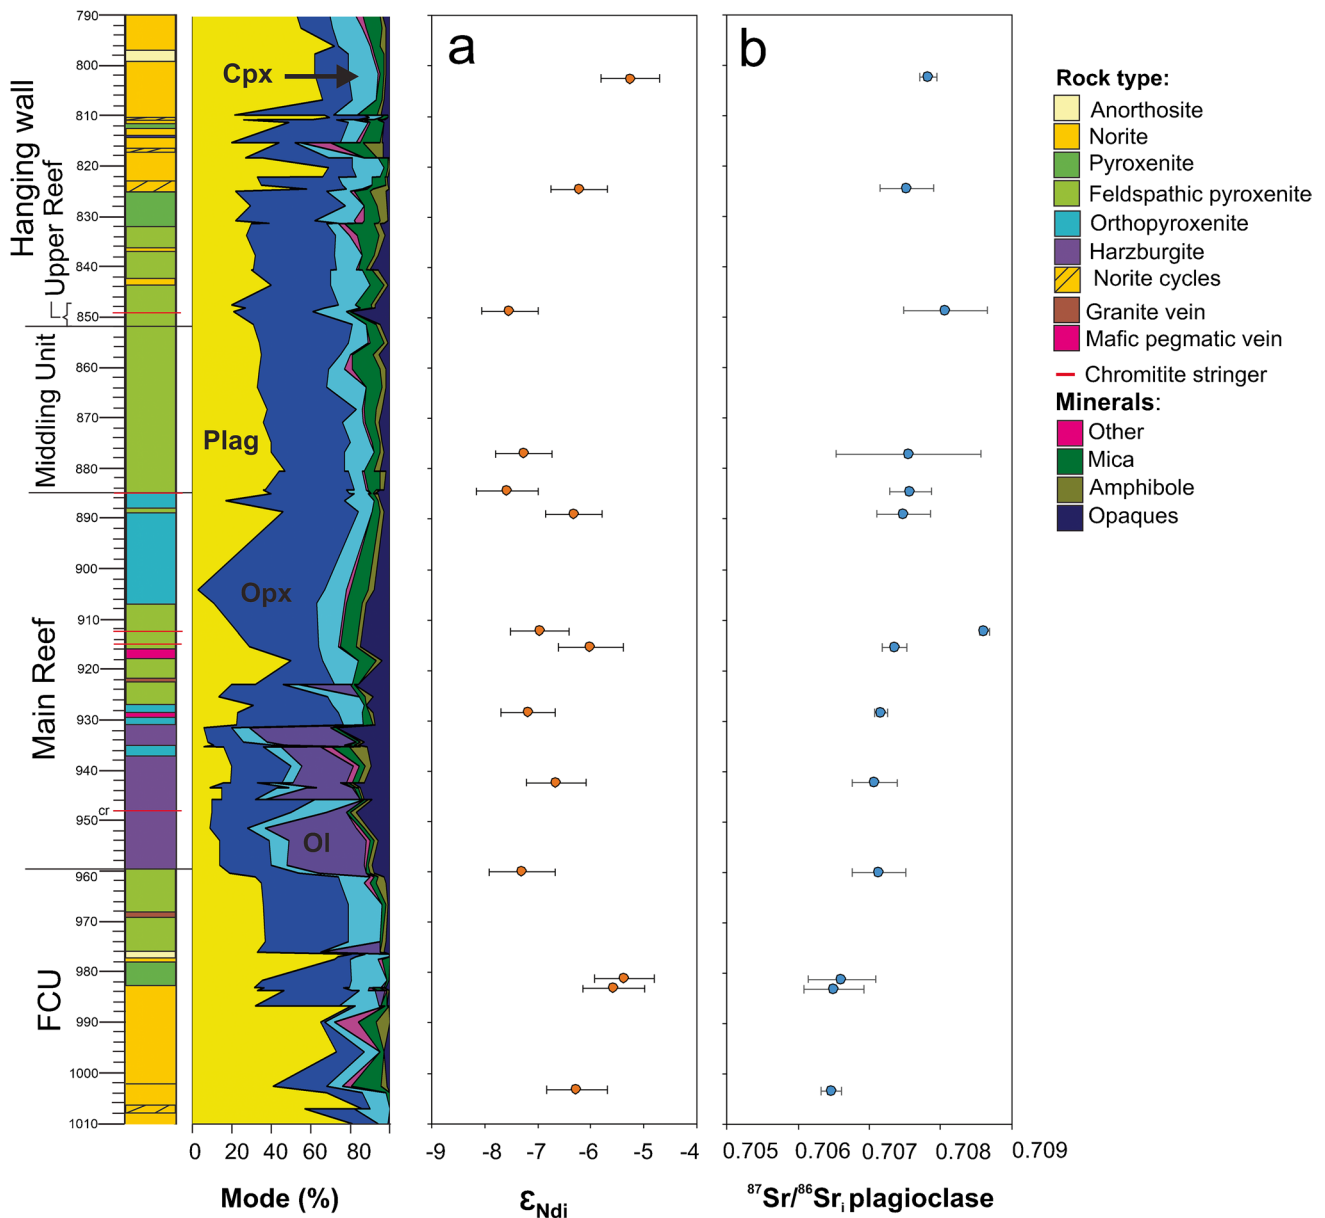 790
800
810
820
830
840
850
860
870
880
890
900
910
920
930
940
cr
950
960
970
980
990
1000
1010
Hanging wall
Upper Reef
Middling Unit
Main Reef
FCU
Cpx
Plag
Opx
Ol
0 20 40 60 80
Mode (%)
a
-9 -8 -7 -6 -5 -4
εNdi
b
0.705 0.706 0.707 0.708 0.709
87Sr/86Sri plagioclase
Rock type:
Anorthosite
Norite
Pyroxenite
Feldspathic pyroxenite
Orthopyroxenite
Harzburgite
Norite cycles
Granite vein
Mafic pegmatic vein
Chromitite stringer
Minerals:
Other
Mica
Amphibole
Opaques